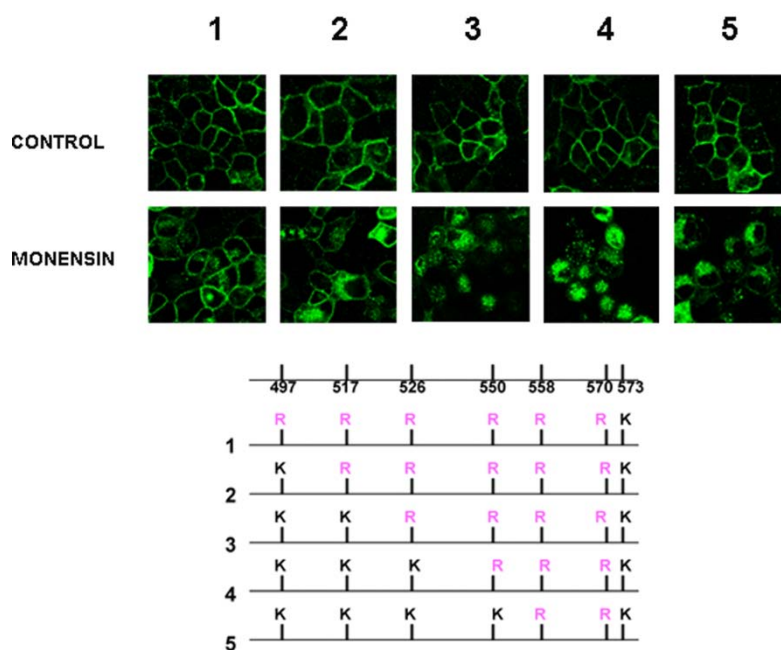 1 2 3 4 5
CONTROL
MONENSIN
497 517 526 550 558 570 573
R R R R R R K
1
K R R R R R K
2
K K R R R R K
3
K K K R R R K
4
K K K K R R K
5